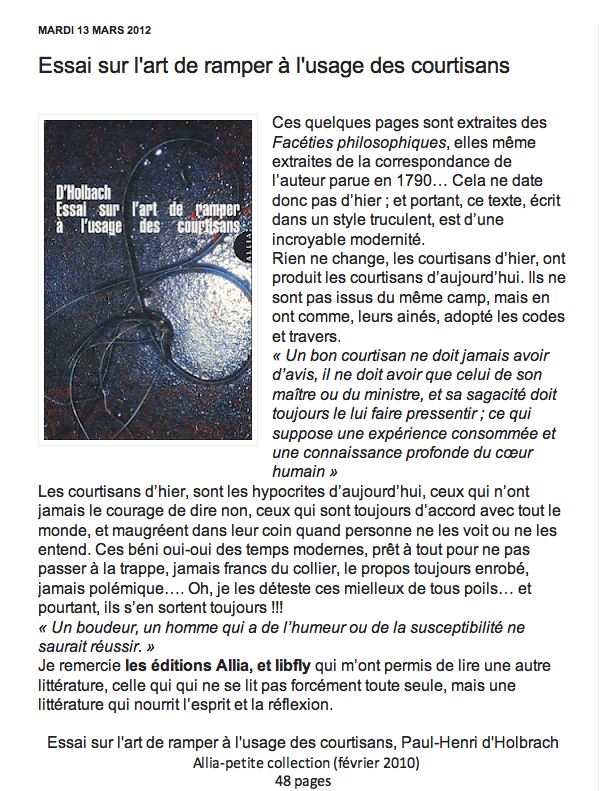 MARDI 13 MARS 2012
Essai sur l'art de ramper à l'usage des courtisans
D'Holbach
Essai sur l'art de ramper
à l'usage des courtisans
ALLIA
Ces quelques pages sont extraites des
Facéties philosophiques, elles même
extraites de la correspondance de
l’auteur parue en 1790… Cela ne date
donc pas d’hier ; et portant, ce texte, écrit
dans un style truculent, est d’une
incroyable modernité.
Rien ne change, les courtisans d’hier, ont
produit les courtisans d’aujourd’hui. Ils ne
sont pas issus du même camp, mais en
ont comme, leurs ainés, adopté les codes
et travers.
« Un bon courtisan ne doit jamais avoir
d’avis, il ne doit avoir que celui de son
maître ou du ministre, et sa sagacité doit
toujours le lui faire pressentir ; ce qui
suppose une expérience consommée et
une connaissance profonde du cœur
humain »
Les courtisans d’hier, sont les hypocrites d’aujourd’hui, ceux qui n’ont
jamais le courage de dire non, ceux qui sont toujours d’accord avec tout le
monde, et maugréent dans leur coin quand personne ne les voit ou ne les
entend. Ces béni oui-oui des temps modernes, prêt à tout pour ne pas
passer à la trappe, jamais francs du collier, le propos toujours enrobé,
jamais polémique…. Oh, je les déteste ces mielleux de tous poils… et
pourtant, ils s’en sortent toujours !!!
« Un boudeur, un homme qui a de l’humeur ou de la susceptibilité ne
saurait réussir. »
Je remercie les éditions Allia, et libfly qui m’ont permis de lire une autre
littérature, celle qui qui ne se lit pas forcément toute seule, mais une
littérature qui nourrit l’esprit et la réflexion.
Essai sur l'art de ramper à l'usage des courtisans, Paul-Henri d'Holbrach
Allia-petite collection (février 2010)
48 pages